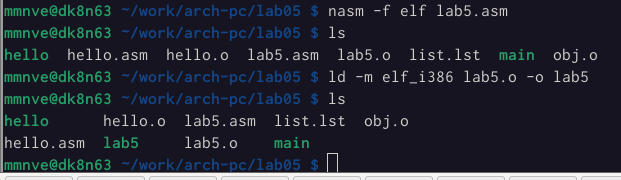 mmnve@dk8n63 ~/work/arch-pc/lab05 $ nasm -f elf lab5.asm
mmnve@dk8n63 ~/work/arch-pc/lab05 $ ls
hello  hello.asm  hello.o  lab5.asm  lab5.o  list.lst  main  obj.o
mmnve@dk8n63 ~/work/arch-pc/lab05 $ ld -m elf_i386 lab5.o -o lab5
mmnve@dk8n63 ~/work/arch-pc/lab05 $ ls
hello      hello.o  lab5.asm  list.lst  obj.o
hello.asm  lab5     lab5.o    main
mmnve@dk8n63 ~/work/arch-pc/lab05 $